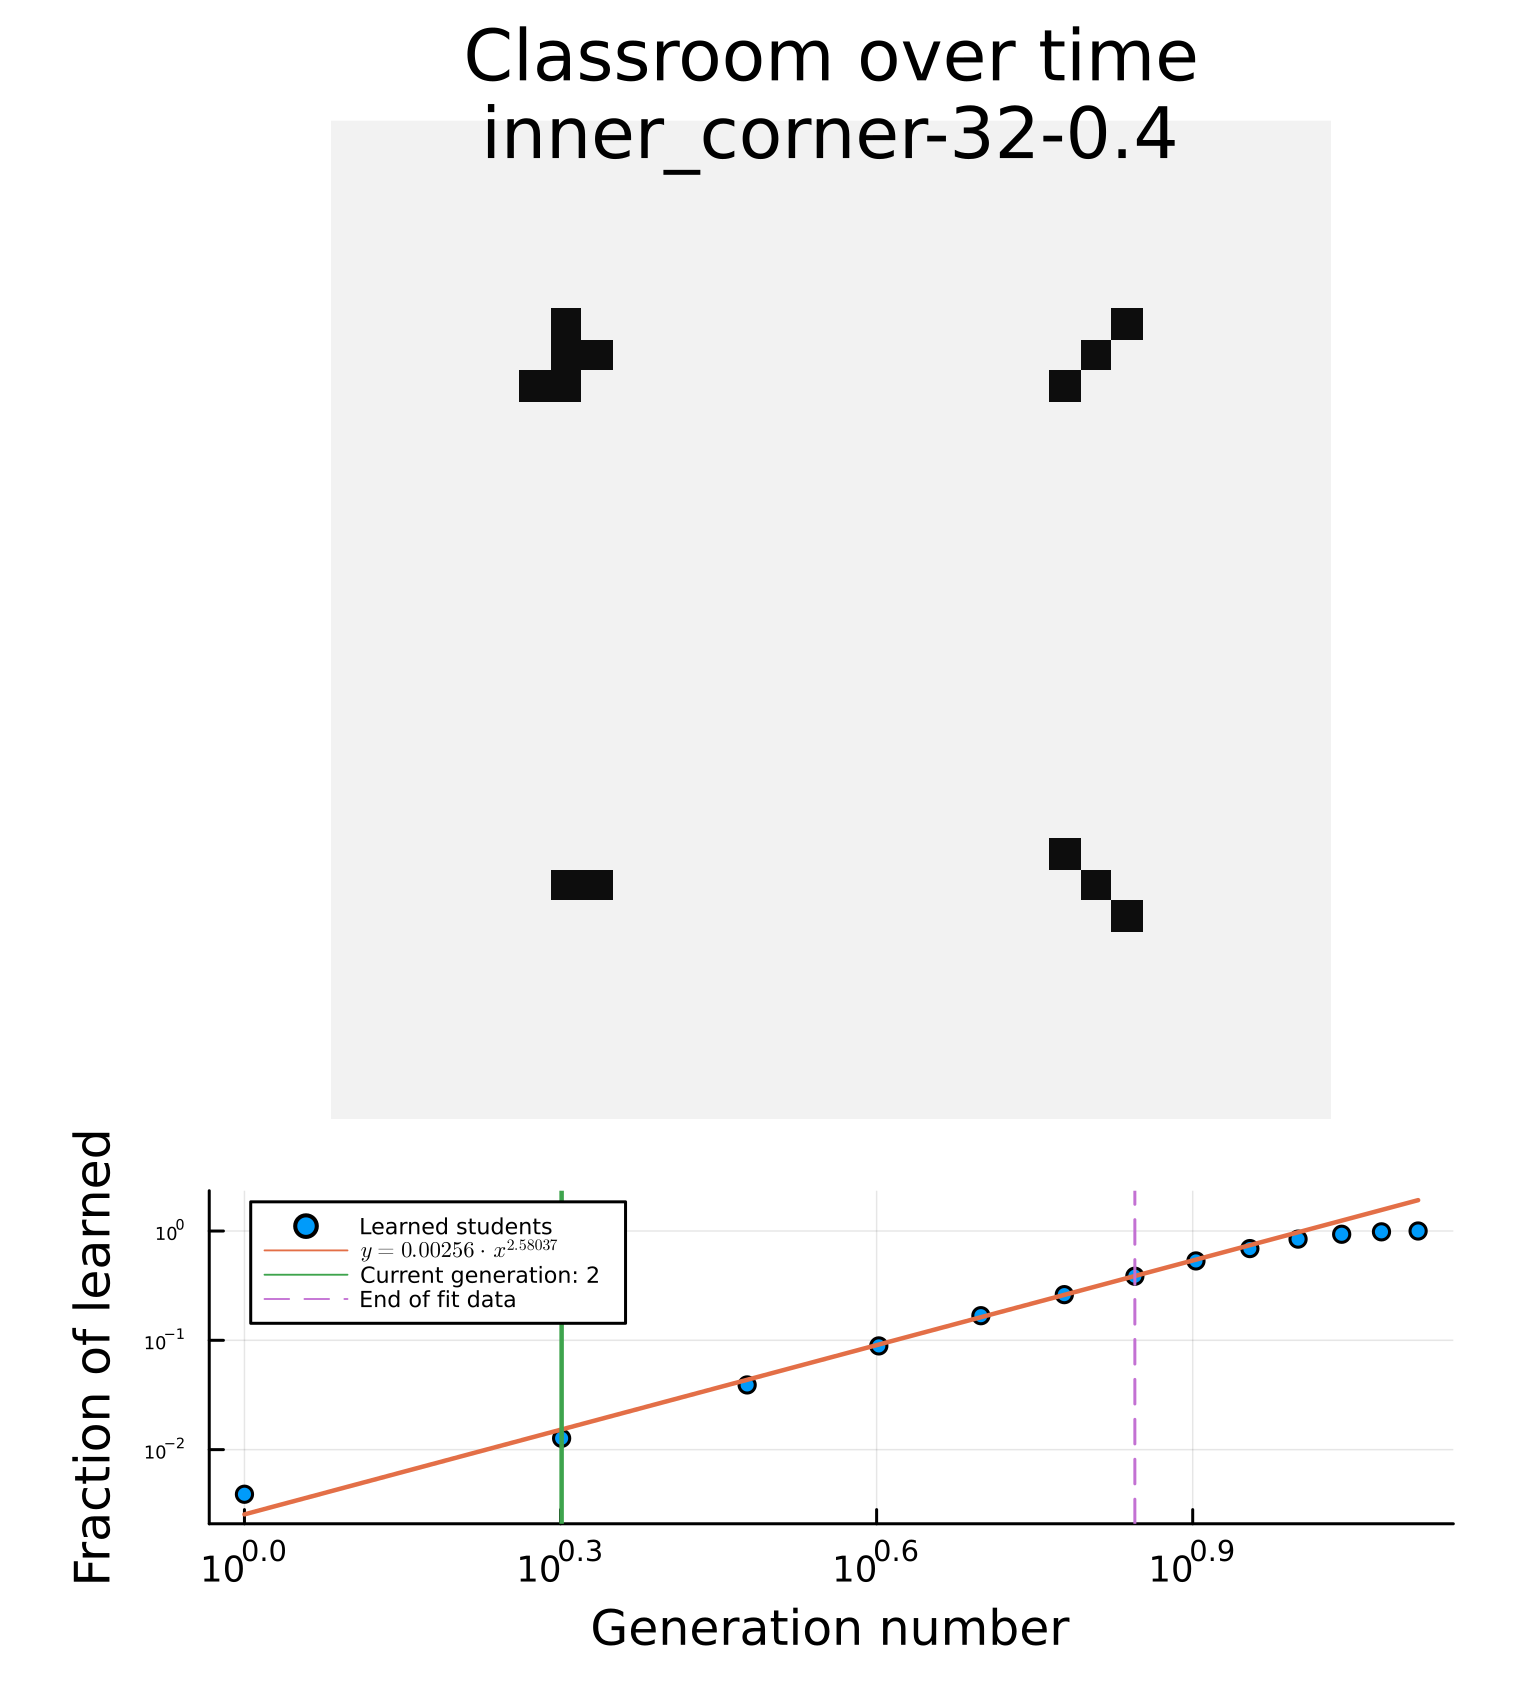 Classroom over time
inner_corner-32-0.4
Fraction of learned
10⁰
10⁻¹
10⁻²
Learned students
y = 0.00256 · x^2.58037
Current generation: 2
End of fit data
10^0.0 10^0.3 10^0.6 10^0.9
Generation number